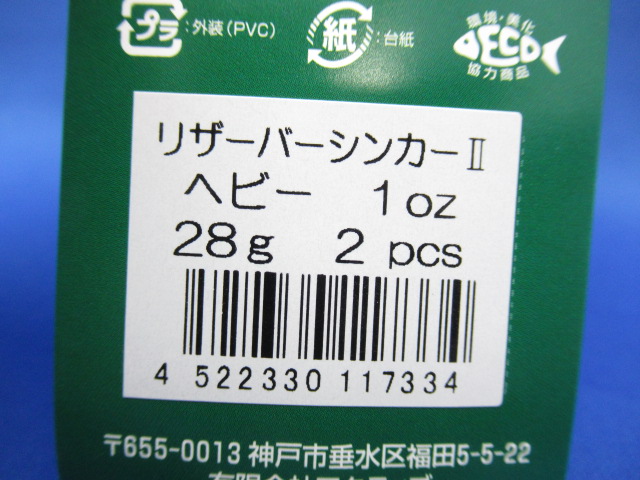 プラ :外装(PVC) 紙 :台紙 環境・美化
ECO
協力商品
リザーバーシンカーⅡ
ヘビー 1oz
28g 2 pcs
4 522330 117334
〒655-0013 神戸市垂水区福田5-5-22